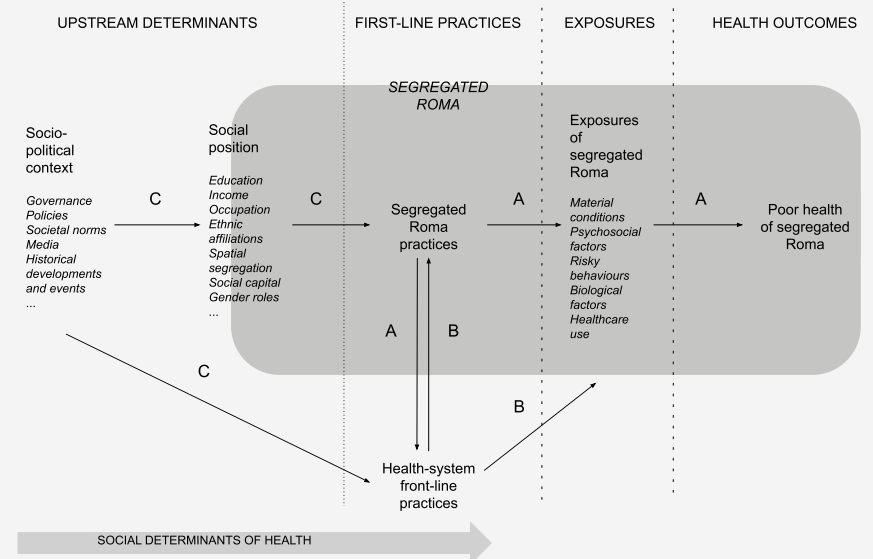 UPSTREAM DETERMINANTS
FIRST-LINE PRACTICES
EXPOSURES
HEALTH OUTCOMES
SEGREGATED
ROMA
Socio-
political
context
Governance
Policies
Societal norms
Media
Historical
developments
and events
...
C
Social
position
Education
Income
Occupation
Ethnic
affiliations
Spatial
segregation
Social capital
Gender roles
...
C
Segregated
Roma
practices
A
Exposures
of
segregated
Roma
Material
conditions
Psychosocial
factors
Risky
behaviours
Biological
factors
Healthcare
use
A
Poor health
of segregated
Roma
A
B
C
B
Health-system
front-line
practices
SOCIAL DETERMINANTS OF HEALTH